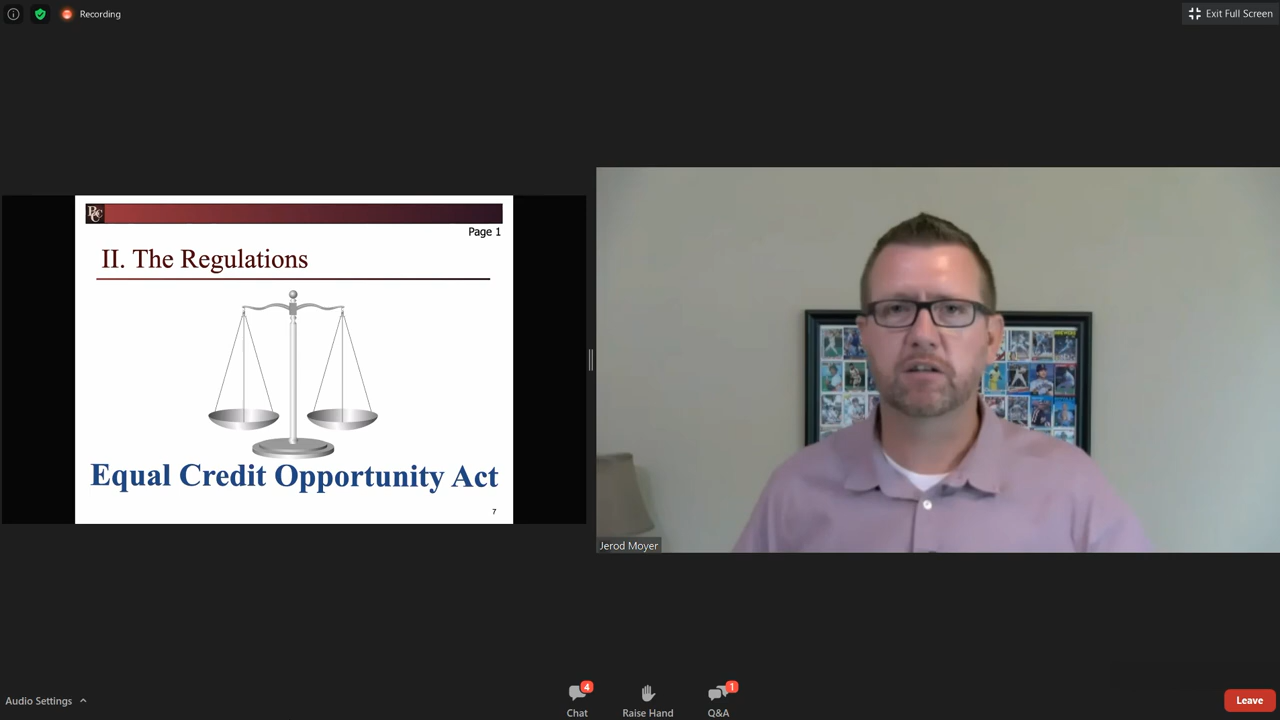 Recording
Exit Full Screen
Page 1
II. The Regulations
Equal Credit Opportunity Act
7
Jerod Moyer
Audio Settings
4
Chat
Raise Hand
1
Q&A
Leave